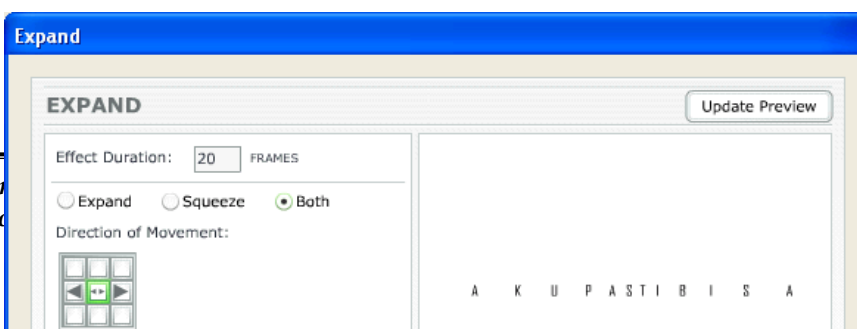 Expand
EXPAND
Update Preview
Effect Duration: 20 FRAMES
Expand Squeeze Both
Direction of Movement:
A K U P A S T I B I S A